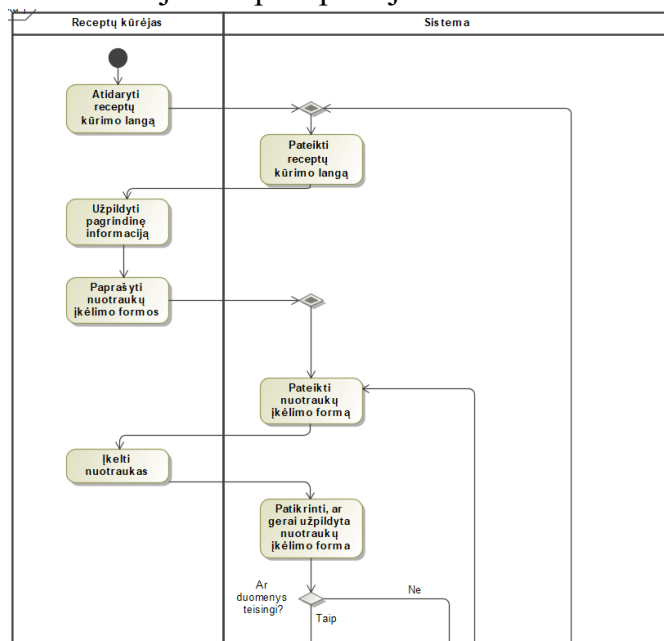 Receptų kūrėjas
Sistema
Atidaryti
receptų
kūrimo langą
Pateikti
receptų
kūrimo langą
Užpildyti
pagrindinę
informaciją
Paprašyti
nuotraukų
įkėlimo formos
Pateikti
nuotraukų
įkėlimo formą
Įkelti
nuotraukas
Patikrinti, ar
gerai užpildyta
nuotraukų
įkėlimo forma
Ar
duomenys
teisingi?
Ne
Taip